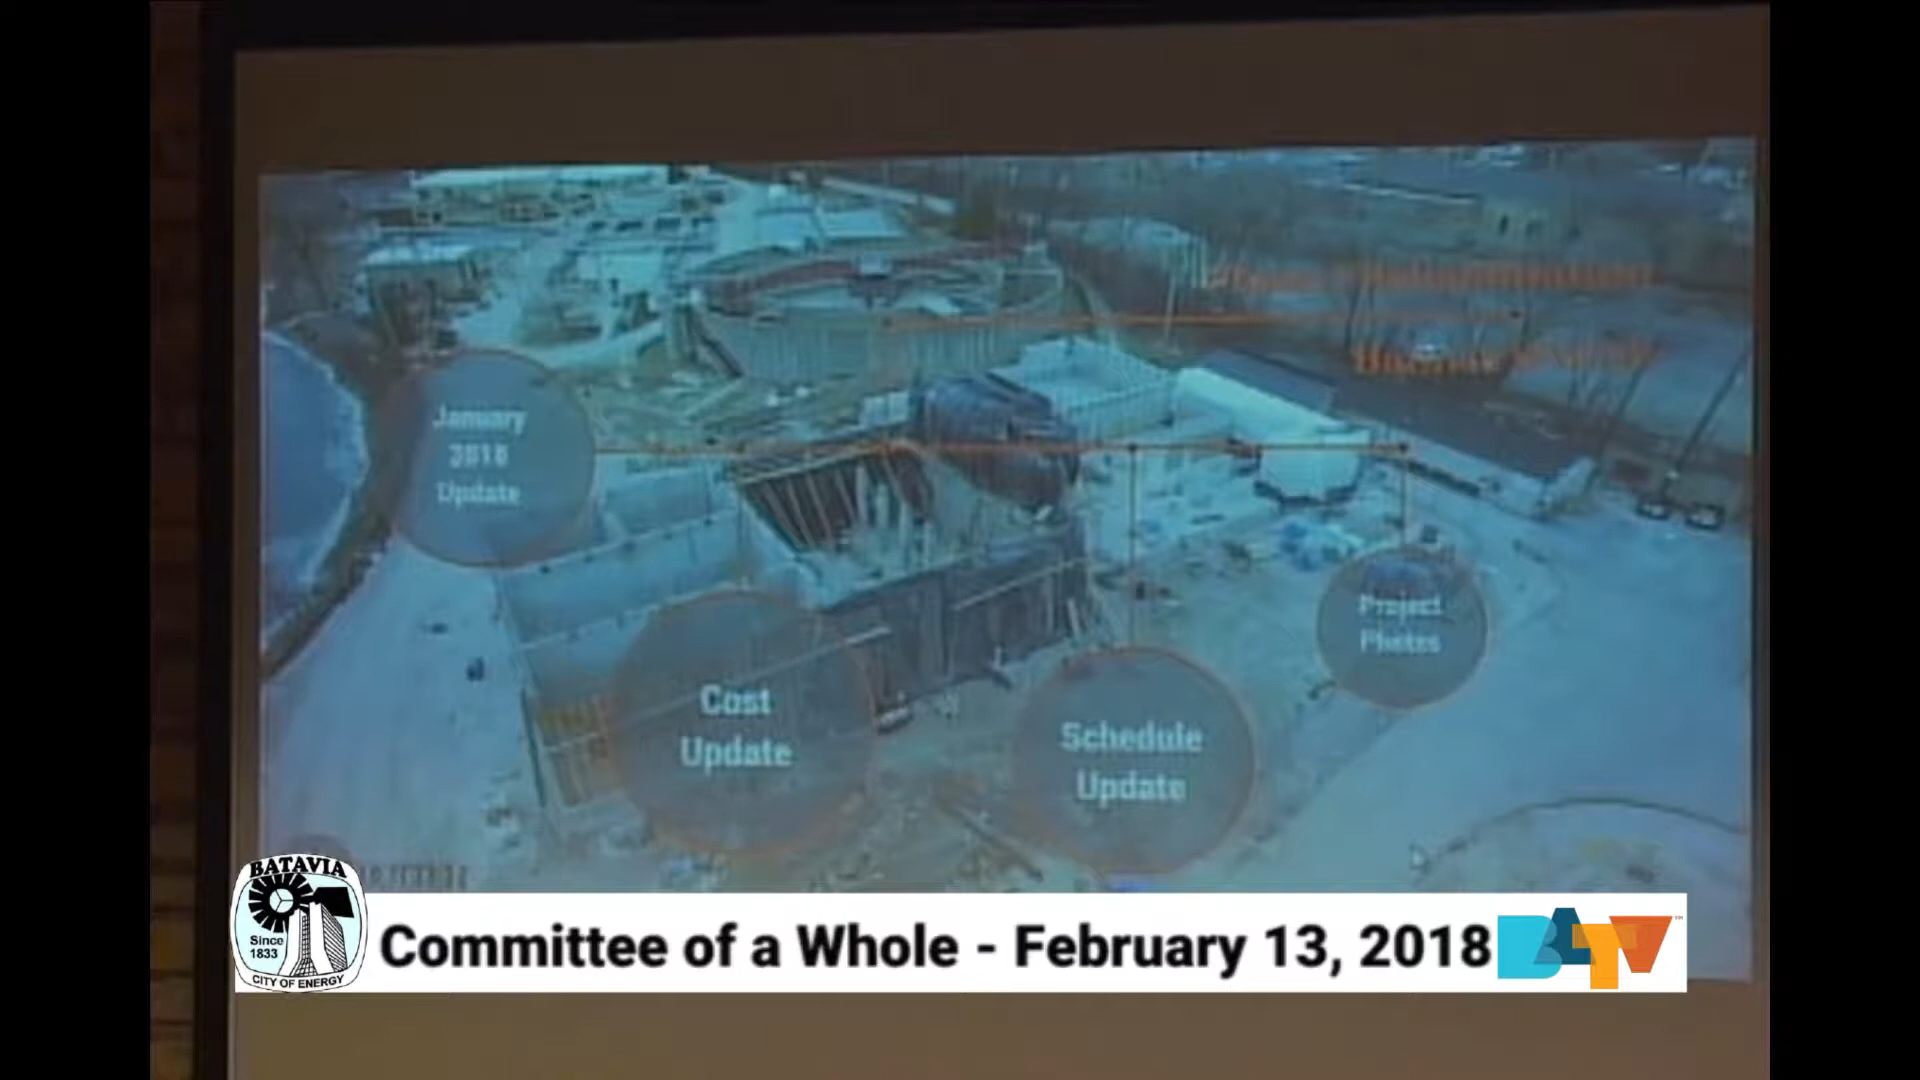 January
2018
Update
Cost
Update
Schedule
Update
Project
Photos
BATAVIA
Since
1833
CITY OF ENERGY
Committee of a Whole - February 13, 2018
BATV